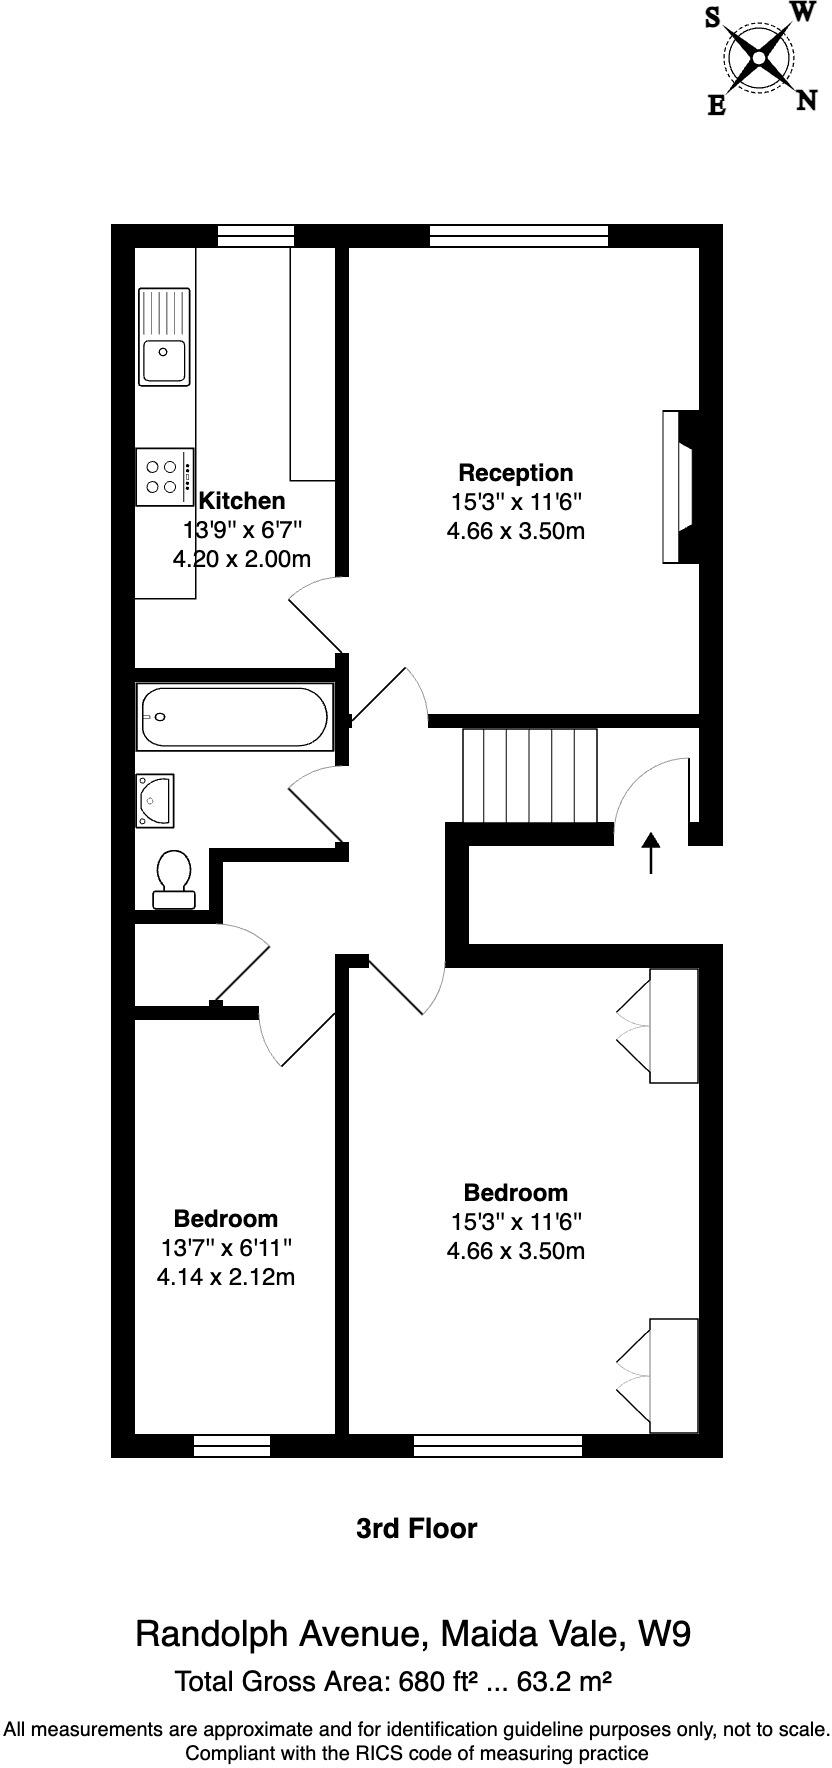 S W
E N
Reception
15'3" x 11'6"
4.66 x 3.50m
Kitchen
13'9" x 6'7"
4.20 x 2.00m
Bedroom
15'3" x 11'6"
4.66 x 3.50m
Bedroom
13'7" x 6'11"
4.14 x 2.12m
3rd Floor
Randolph Avenue, Maida Vale, W9
Total Gross Area: 680 ft² ... 63.2 m²
All measurements are approximate and for identification guideline purposes only, not to scale.
Compliant with the RICS code of measuring practice